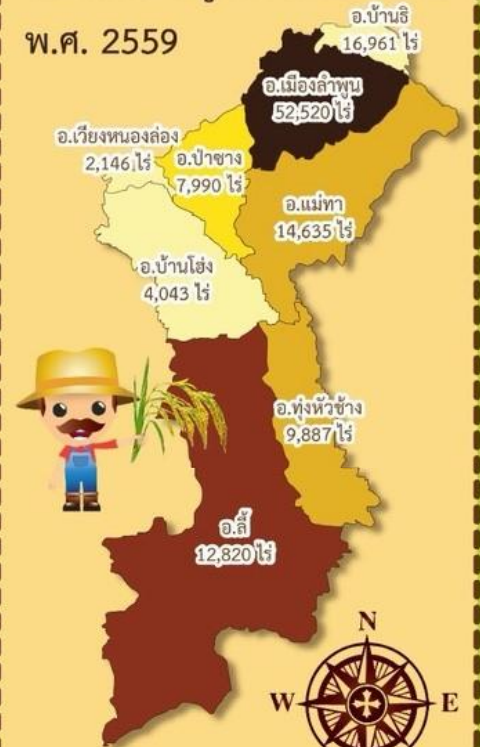 พ.ศ. 2559
อ.บ้านธิ
16,961 ไร่
อ.เมืองลำพูน
52,520 ไร่
อ.เวียงหนองล่อง
2,146 ไร่
อ.ป่าซาง
7,990 ไร่
อ.แม่ทา
14,635 ไร่
อ.บ้านโฮ่ง
4,043 ไร่
อ.ทุ่งหัวช้าง
9,887 ไร่
อ.ลี้
12,820 ไร่
N
W
E